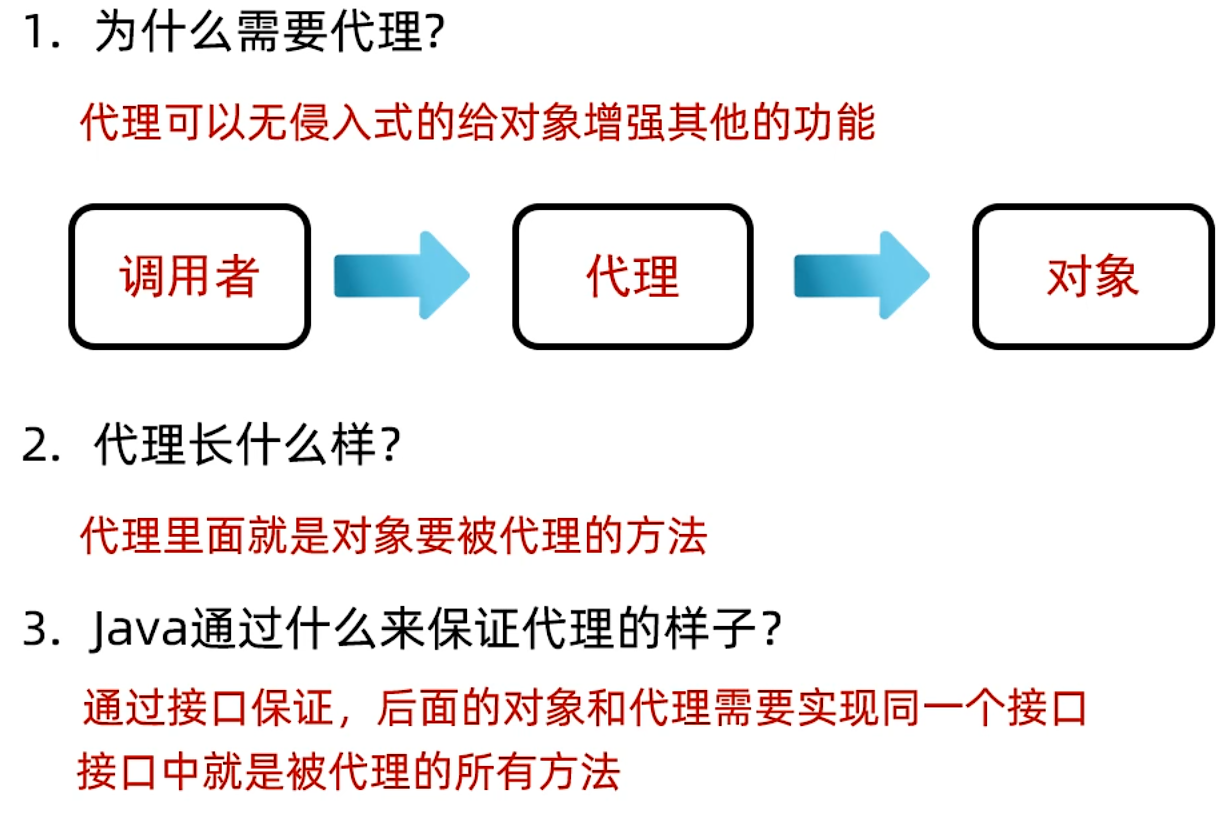 1. 为什么需要代理?
代理可以无侵入式的给对象增强其他的功能
调用者 代理 对象
2. 代理长什么样?
代理里面就是对象要被代理的方法
3. Java通过什么来保证代理的样子?
通过接口保证，后面的对象和代理需要实现同一个接口
接口中就是被代理的所有方法